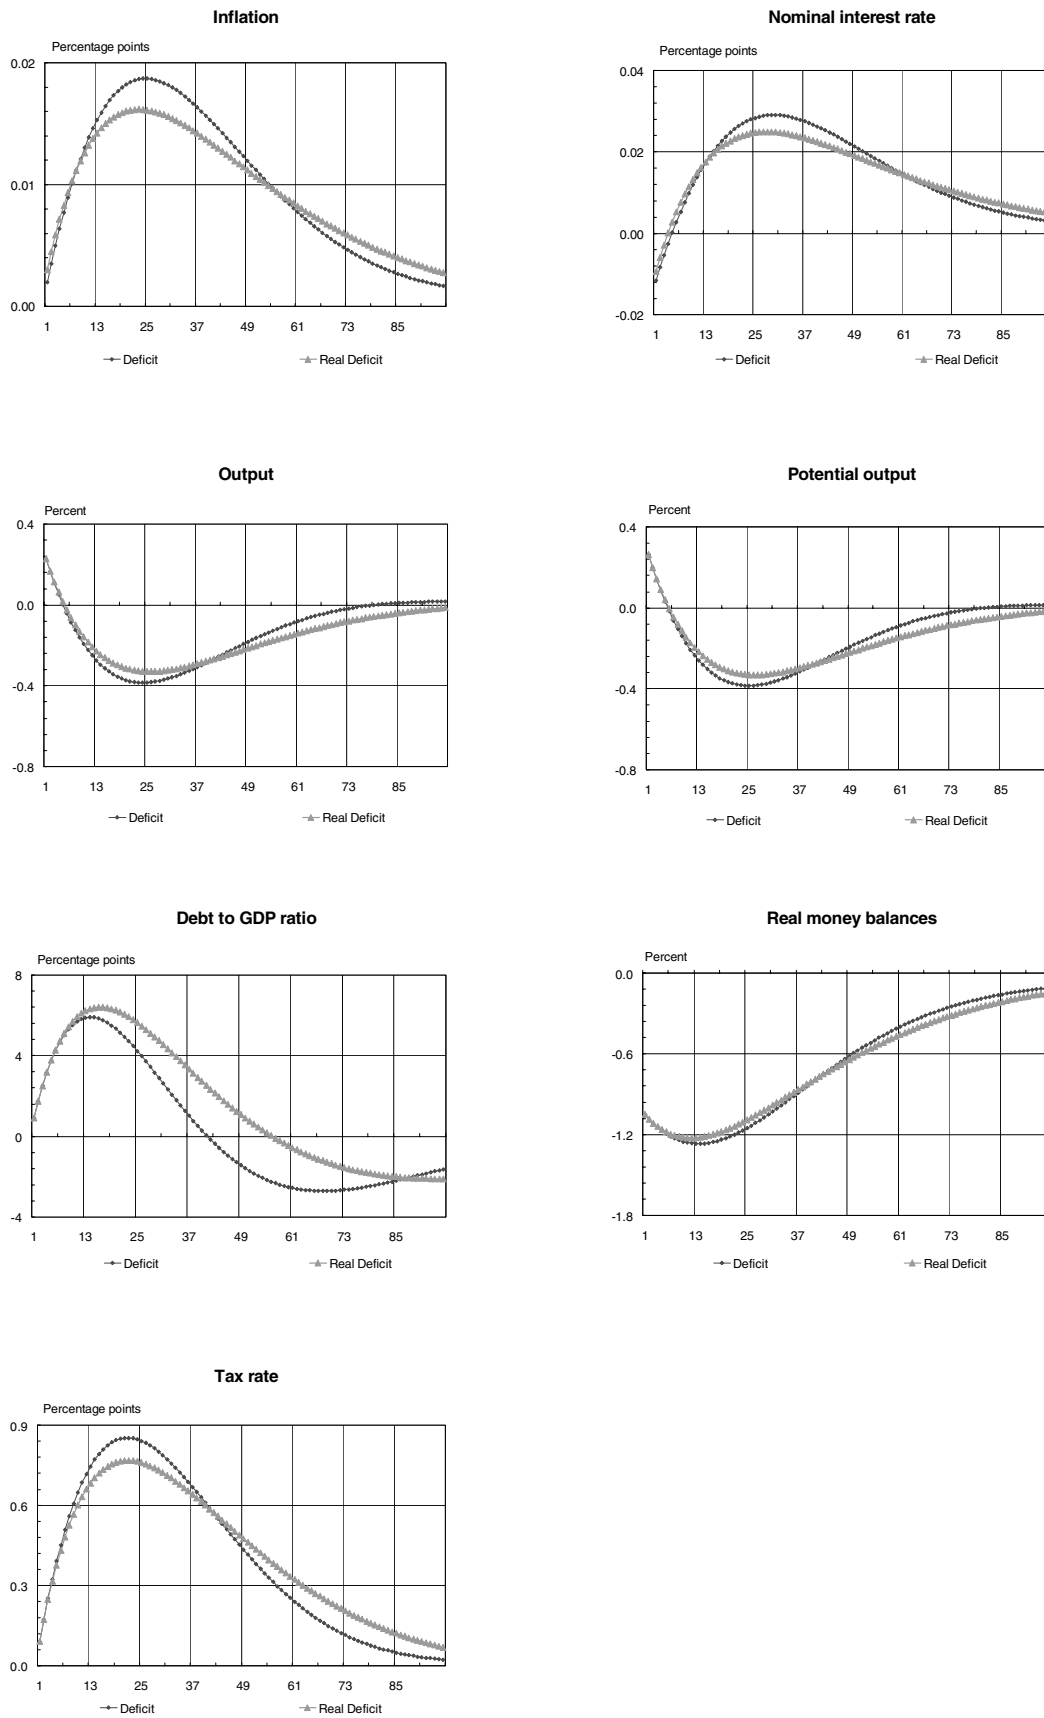 Inflation
Percentage points
0.02
0.01
0.00
1 13 25 37 49 61 73 85
Deficit Real Deficit
Nominal interest rate
Percentage points
0.04
0.02
0.00
-0.02
1 13 25 37 49 61 73 85
Deficit Real Deficit
Output
Percent
0.4
0.0
-0.4
-0.8
1 13 25 37 49 61 73 85
Deficit Real Deficit
Potential output
Percent
0.4
0.0
-0.4
-0.8
1 13 25 37 49 61 73 85
Deficit Real Deficit
Debt to GDP ratio
Percentage points
8
4
0
-4
1 13 25 37 49 61 73 85
Deficit Real Deficit
Real money balances
Percent
0.0
-0.6
-1.2
-1.8
1 13 25 37 49 61 73 85
Deficit Real Deficit
Tax rate
Percentage points
0.9
0.6
0.3
0.0
1 13 25 37 49 61 73 85
Deficit Real Deficit